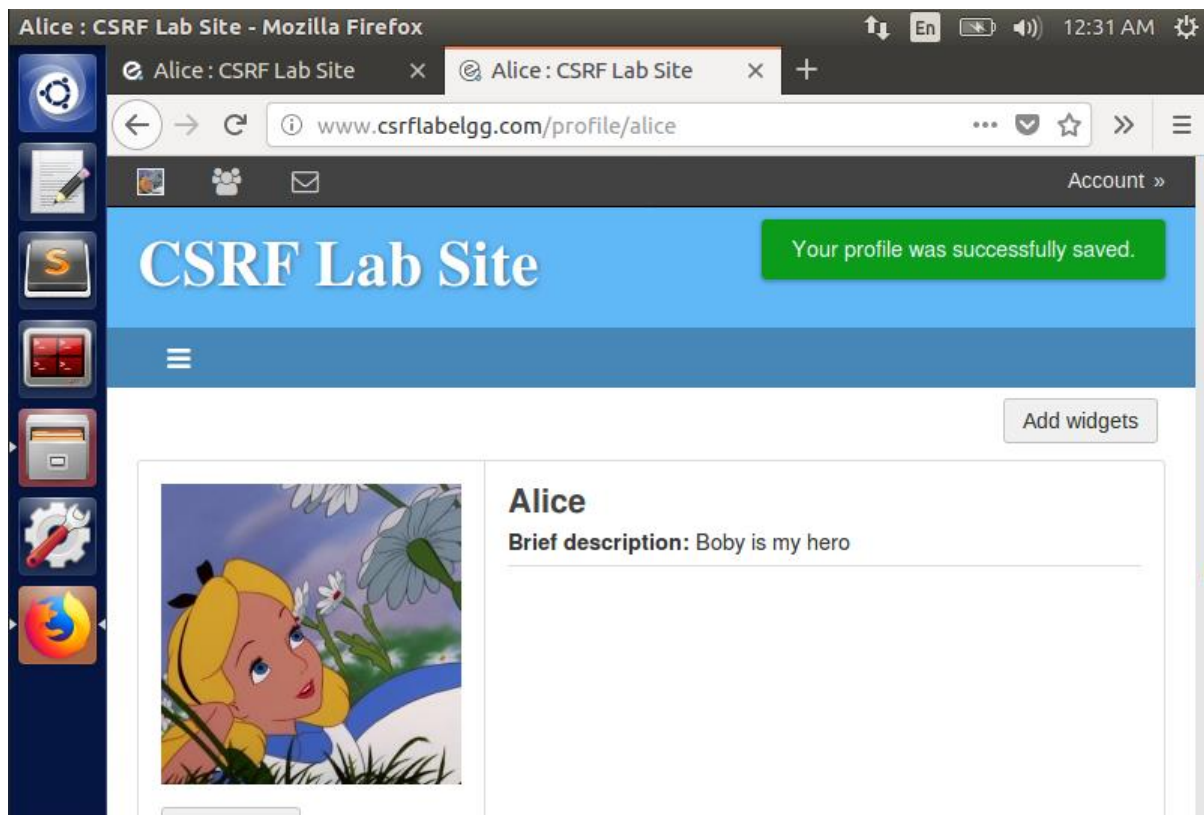 Alice : CSRF Lab Site - Mozilla Firefox En 12:31 AM
Alice : CSRF Lab Site × Alice : CSRF Lab Site × +
www.csrflabelgg.com/profile/alice
Account »
CSRF Lab Site
Your profile was successfully saved.
Add widgets
Alice
Brief description: Boby is my hero